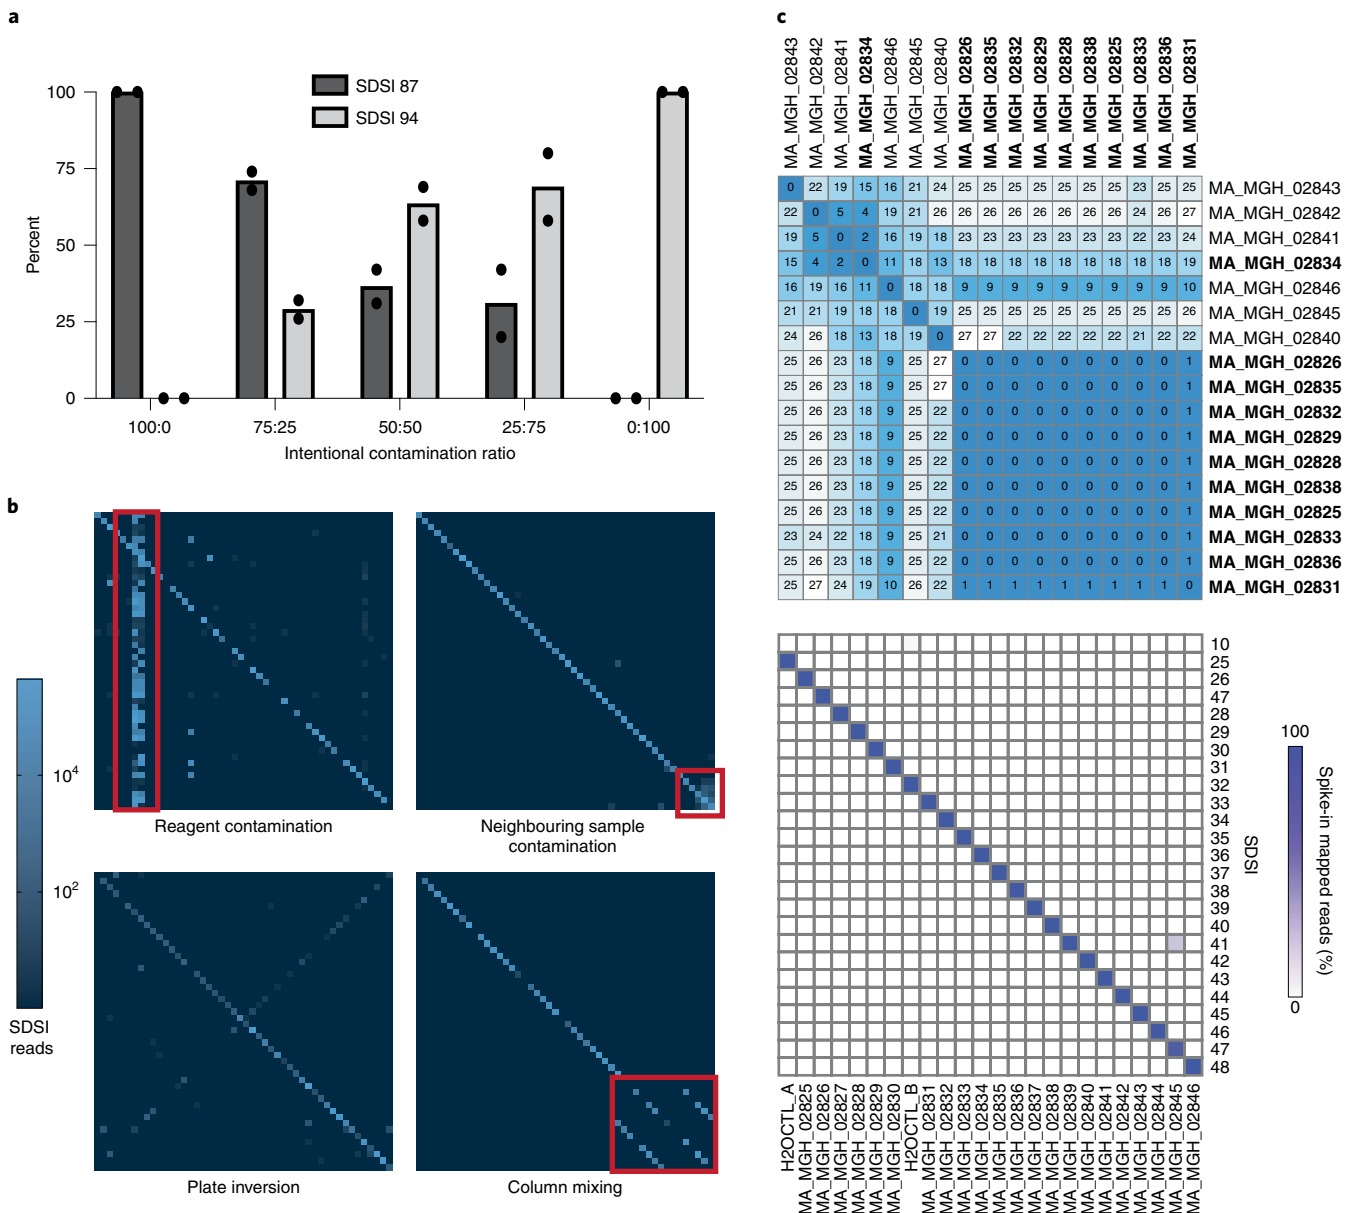 a
SDSI 87
SDSI 94
100
75
50
25
0
Percent
100:0 75:25 50:50 25:75 0:100
Intentional contamination ratio
b
Reagent contamination
Neighbouring sample
contamination
Plate inversion
Column mixing
10⁴
10²
SDSI
reads
c
MA_MGH_02843
MA_MGH_02842
MA_MGH_02841
MA_MGH_02834
MA_MGH_02846
MA_MGH_02845
MA_MGH_02840
MA_MGH_02826
MA_MGH_02835
MA_MGH_02832
MA_MGH_02829
MA_MGH_02828
MA_MGH_02838
MA_MGH_02825
MA_MGH_02833
MA_MGH_02836
MA_MGH_02831
0 22 19 15 16 21 24 25 25 25 25 25 25 25 23 25 25 MA_MGH_02843
22 0 5 4 19 21 26 26 26 26 26 26 26 26 24 26 27 MA_MGH_02842
19 5 0 2 16 19 18 23 23 23 23 23 23 23 22 23 24 MA_MGH_02841
15 4 2 0 11 18 13 18 18 18 18 18 18 18 18 18 19 MA_MGH_02834
16 19 16 11 0 18 18 9 9 9 9 9 9 9 9 9 10 MA_MGH_02846
21 21 19 18 18 0 19 25 25 25 25 25 25 25 25 25 26 MA_MGH_02845
24 26 18 13 18 19 0 27 27 22 22 22 22 22 21 22 22 MA_MGH_02840
25 26 23 18 9 25 27 0 0 0 0 0 0 0 0 0 1 MA_MGH_02826
25 26 23 18 9 25 27 0 0 0 0 0 0 0 0 0 1 MA_MGH_02835
25 26 23 18 9 25 22 0 0 0 0 0 0 0 0 0 1 MA_MGH_02832
25 26 23 18 9 25 22 0 0 0 0 0 0 0 0 0 1 MA_MGH_02829
25 26 23 18 9 25 22 0 0 0 0 0 0 0 0 0 1 MA_MGH_02828
25 26 23 18 9 25 22 0 0 0 0 0 0 0 0 0 1 MA_MGH_02838
25 26 23 18 9 25 22 0 0 0 0 0 0 0 0 0 1 MA_MGH_02825
23 24 22 18 9 25 21 0 0 0 0 0 0 0 0 0 1 MA_MGH_02833
25 26 23 18 9 25 22 0 0 0 0 0 0 0 0 0 1 MA_MGH_02836
25 27 24 19 10 26 22 1 1 1 1 1 1 1 1 1 0 MA_MGH_02831
10
25
26
47
28
29
30
31
32
33
34
35
36
37
38
39
40
41
42
43
44
45
46
47
48
SDSI
100
0
Spike-in mapped reads (%)
H2OCTL_A
MA_MGH_02825
MA_MGH_02826
MA_MGH_02827
MA_MGH_02828
MA_MGH_02829
MA_MGH_02830
H2OCTL_B
MA_MGH_02831
MA_MGH_02832
MA_MGH_02833
MA_MGH_02834
MA_MGH_02835
MA_MGH_02836
MA_MGH_02837
MA_MGH_02838
MA_MGH_02839
MA_MGH_02840
MA_MGH_02841
MA_MGH_02842
MA_MGH_02843
MA_MGH_02844
MA_MGH_02845
MA_MGH_02846